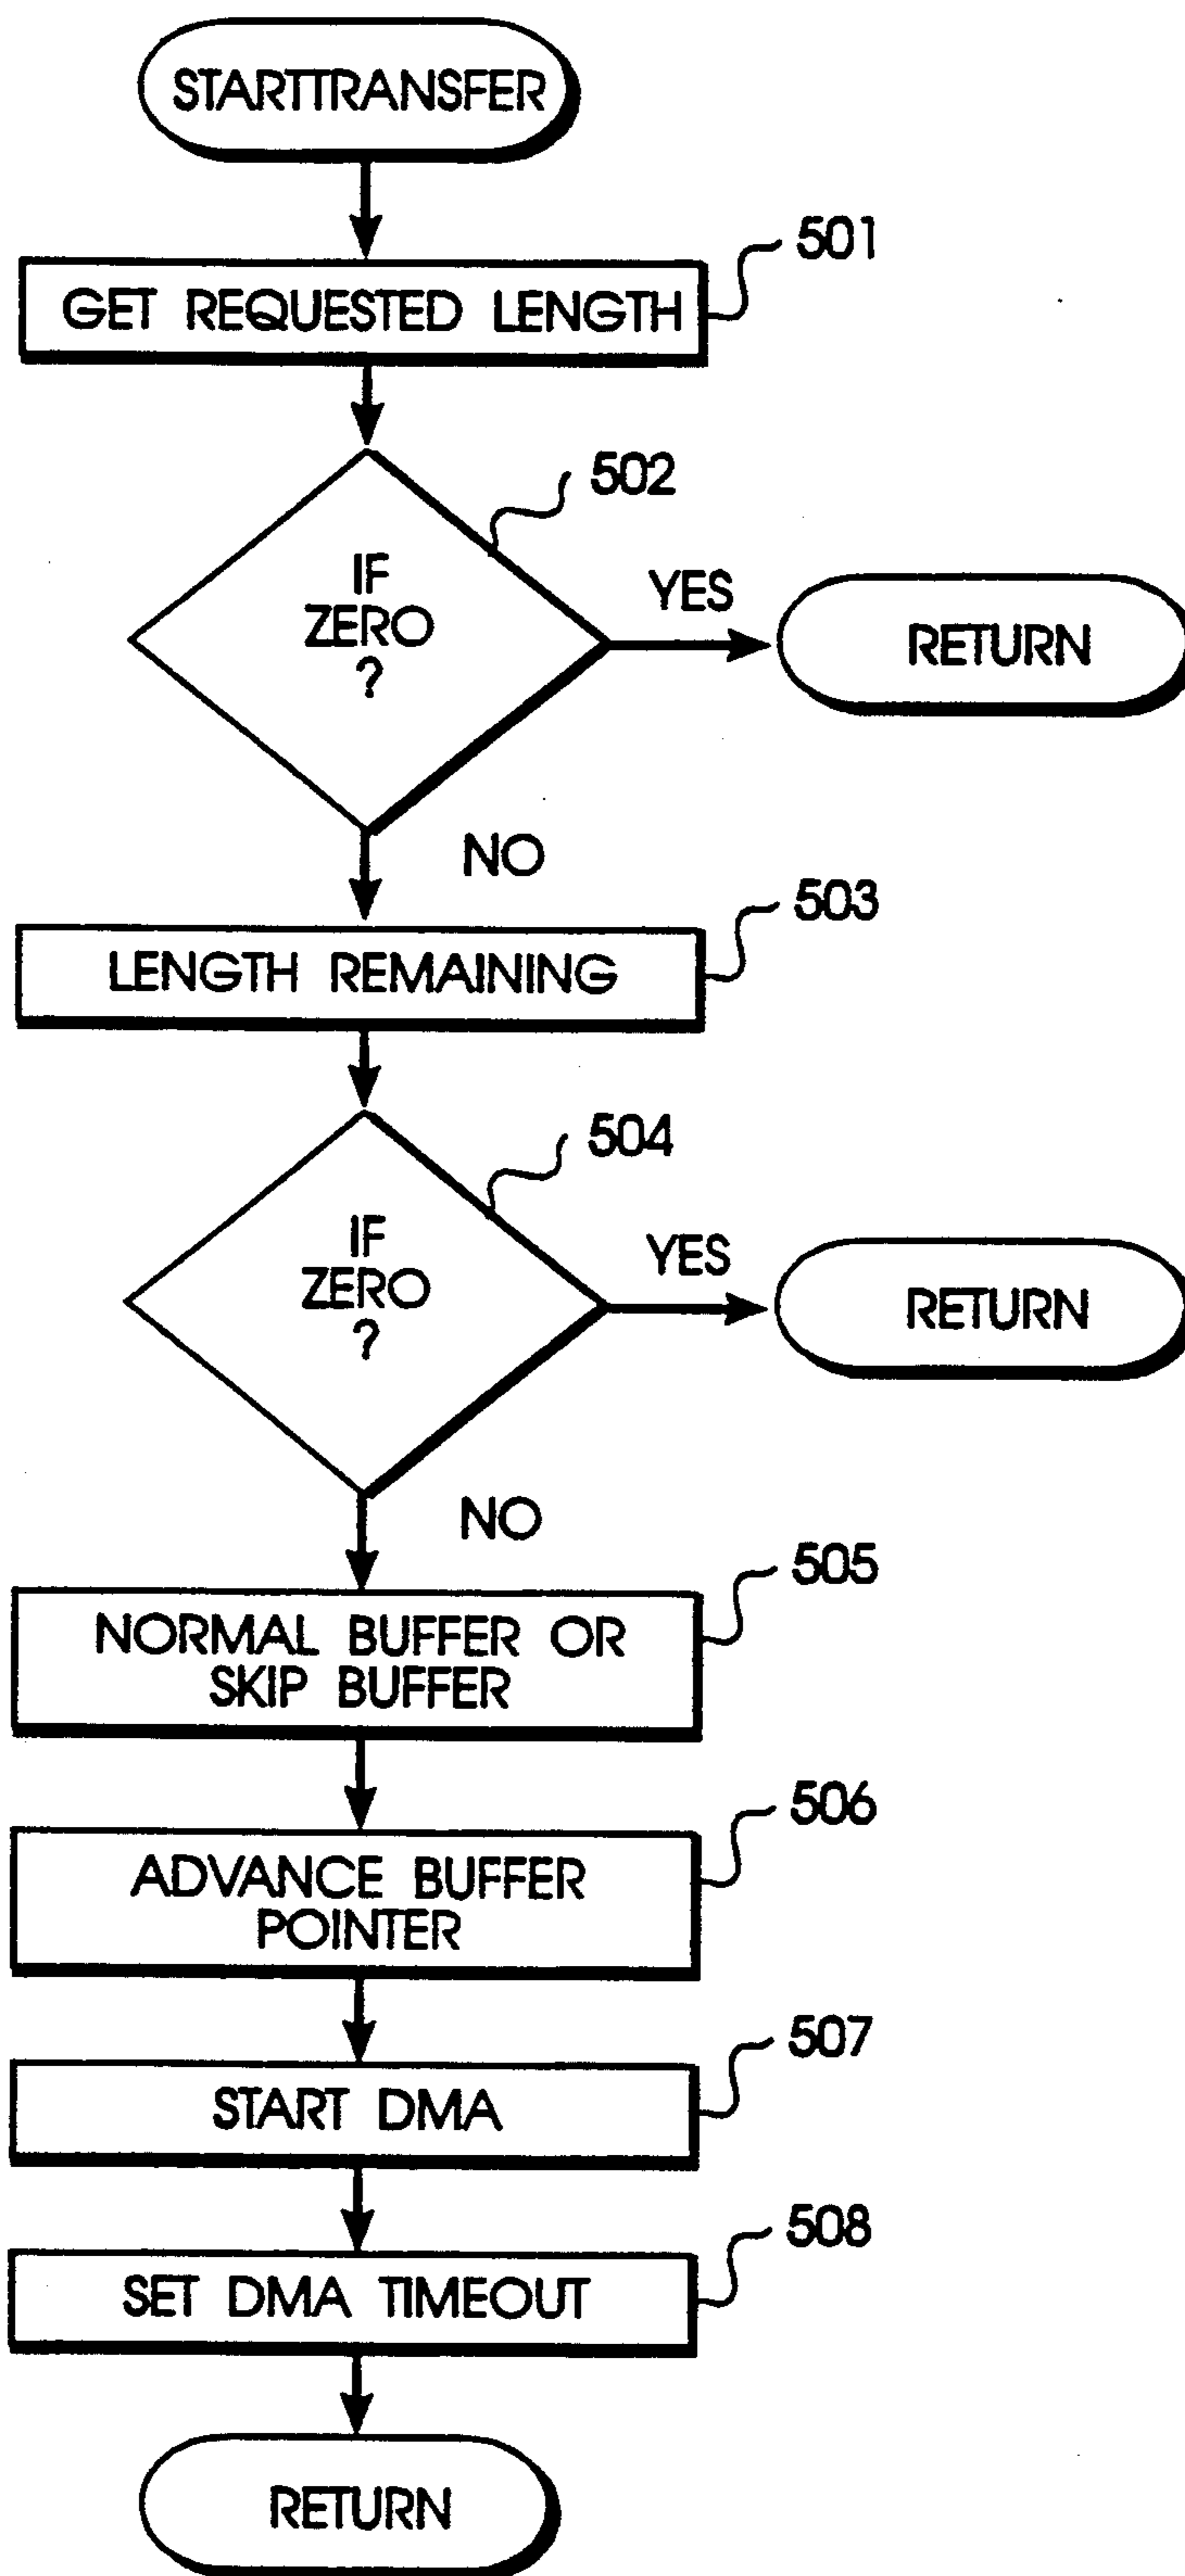 STARTTRANSFER
501
GET REQUESTED LENGTH
502
IF
ZERO
?
YES
RETURN
NO
503
LENGTH REMAINING
504
IF
ZERO
?
YES
RETURN
NO
505
NORMAL BUFFER OR
SKIP BUFFER
506
ADVANCE BUFFER
POINTER
507
START DMA
508
SET DMA TIMEOUT
RETURN